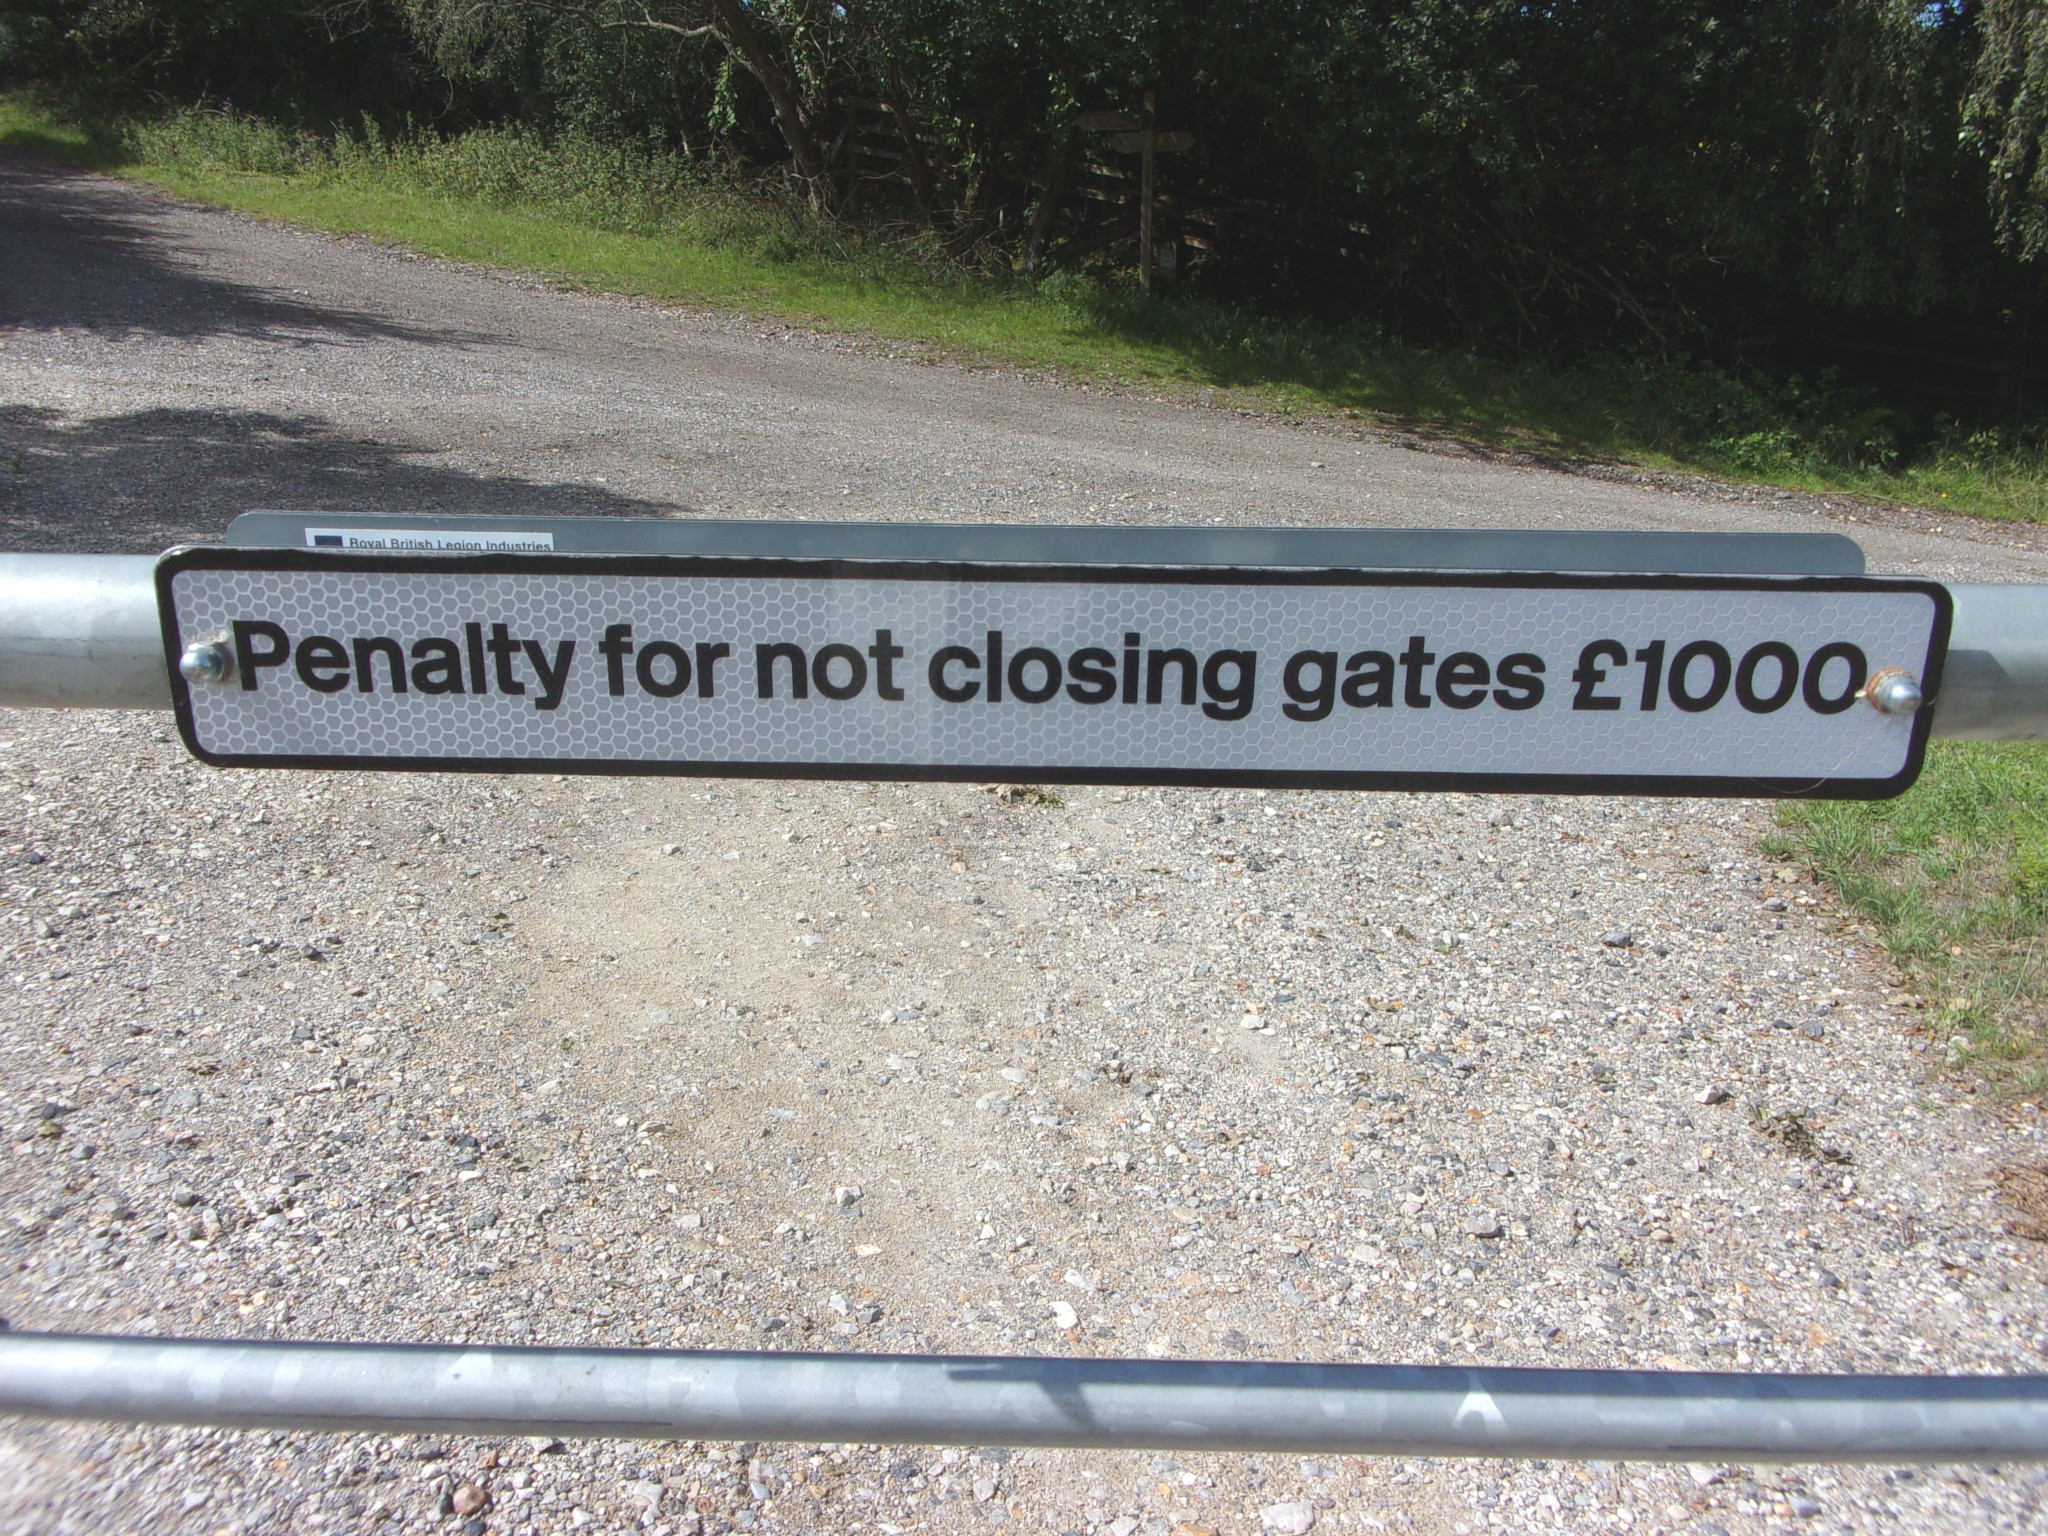 Royal British Legion Industries
Penalty for not closing gates £1000